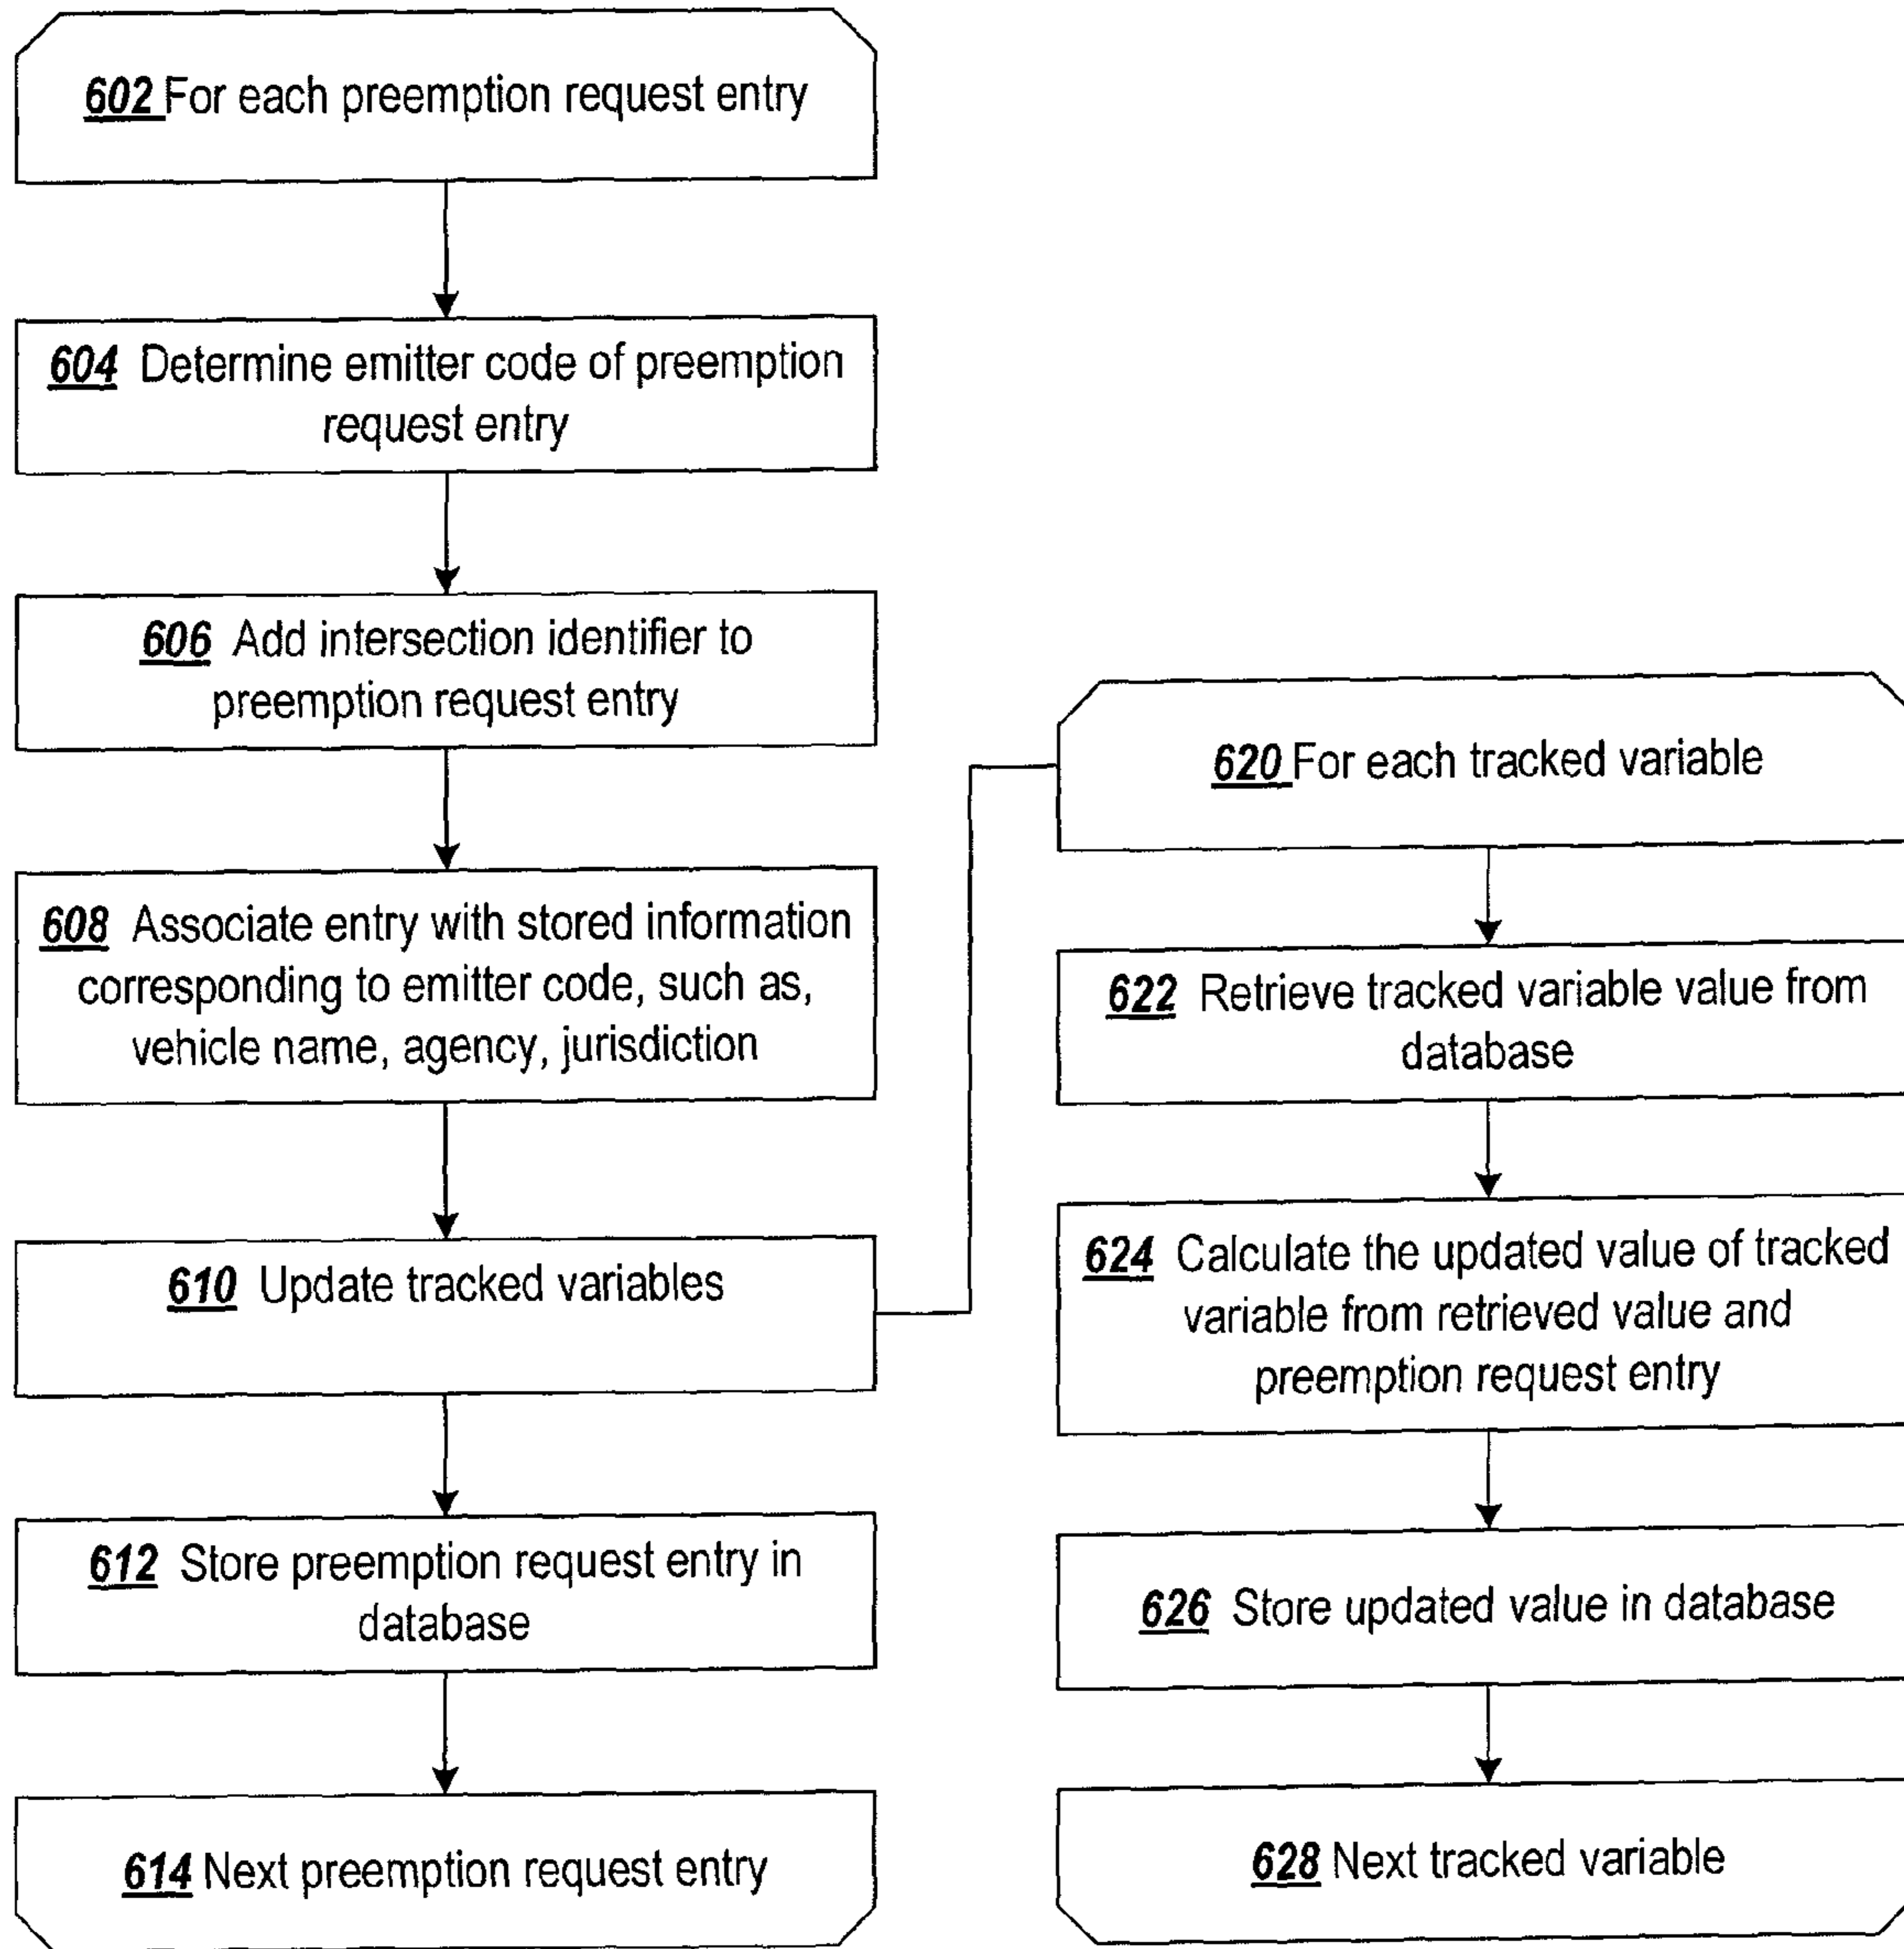 602 For each preemption request entry
604 Determine emitter code of preemption
request entry
606 Add intersection identifier to
preemption request entry
608 Associate entry with stored information
corresponding to emitter code, such as,
vehicle name, agency, jurisdiction
610 Update tracked variables
612 Store preemption request entry in
database
614 Next preemption request entry
620 For each tracked variable
622 Retrieve tracked variable value from
database
624 Calculate the updated value of tracked
variable from retrieved value and
preemption request entry
626 Store updated value in database
628 Next tracked variable